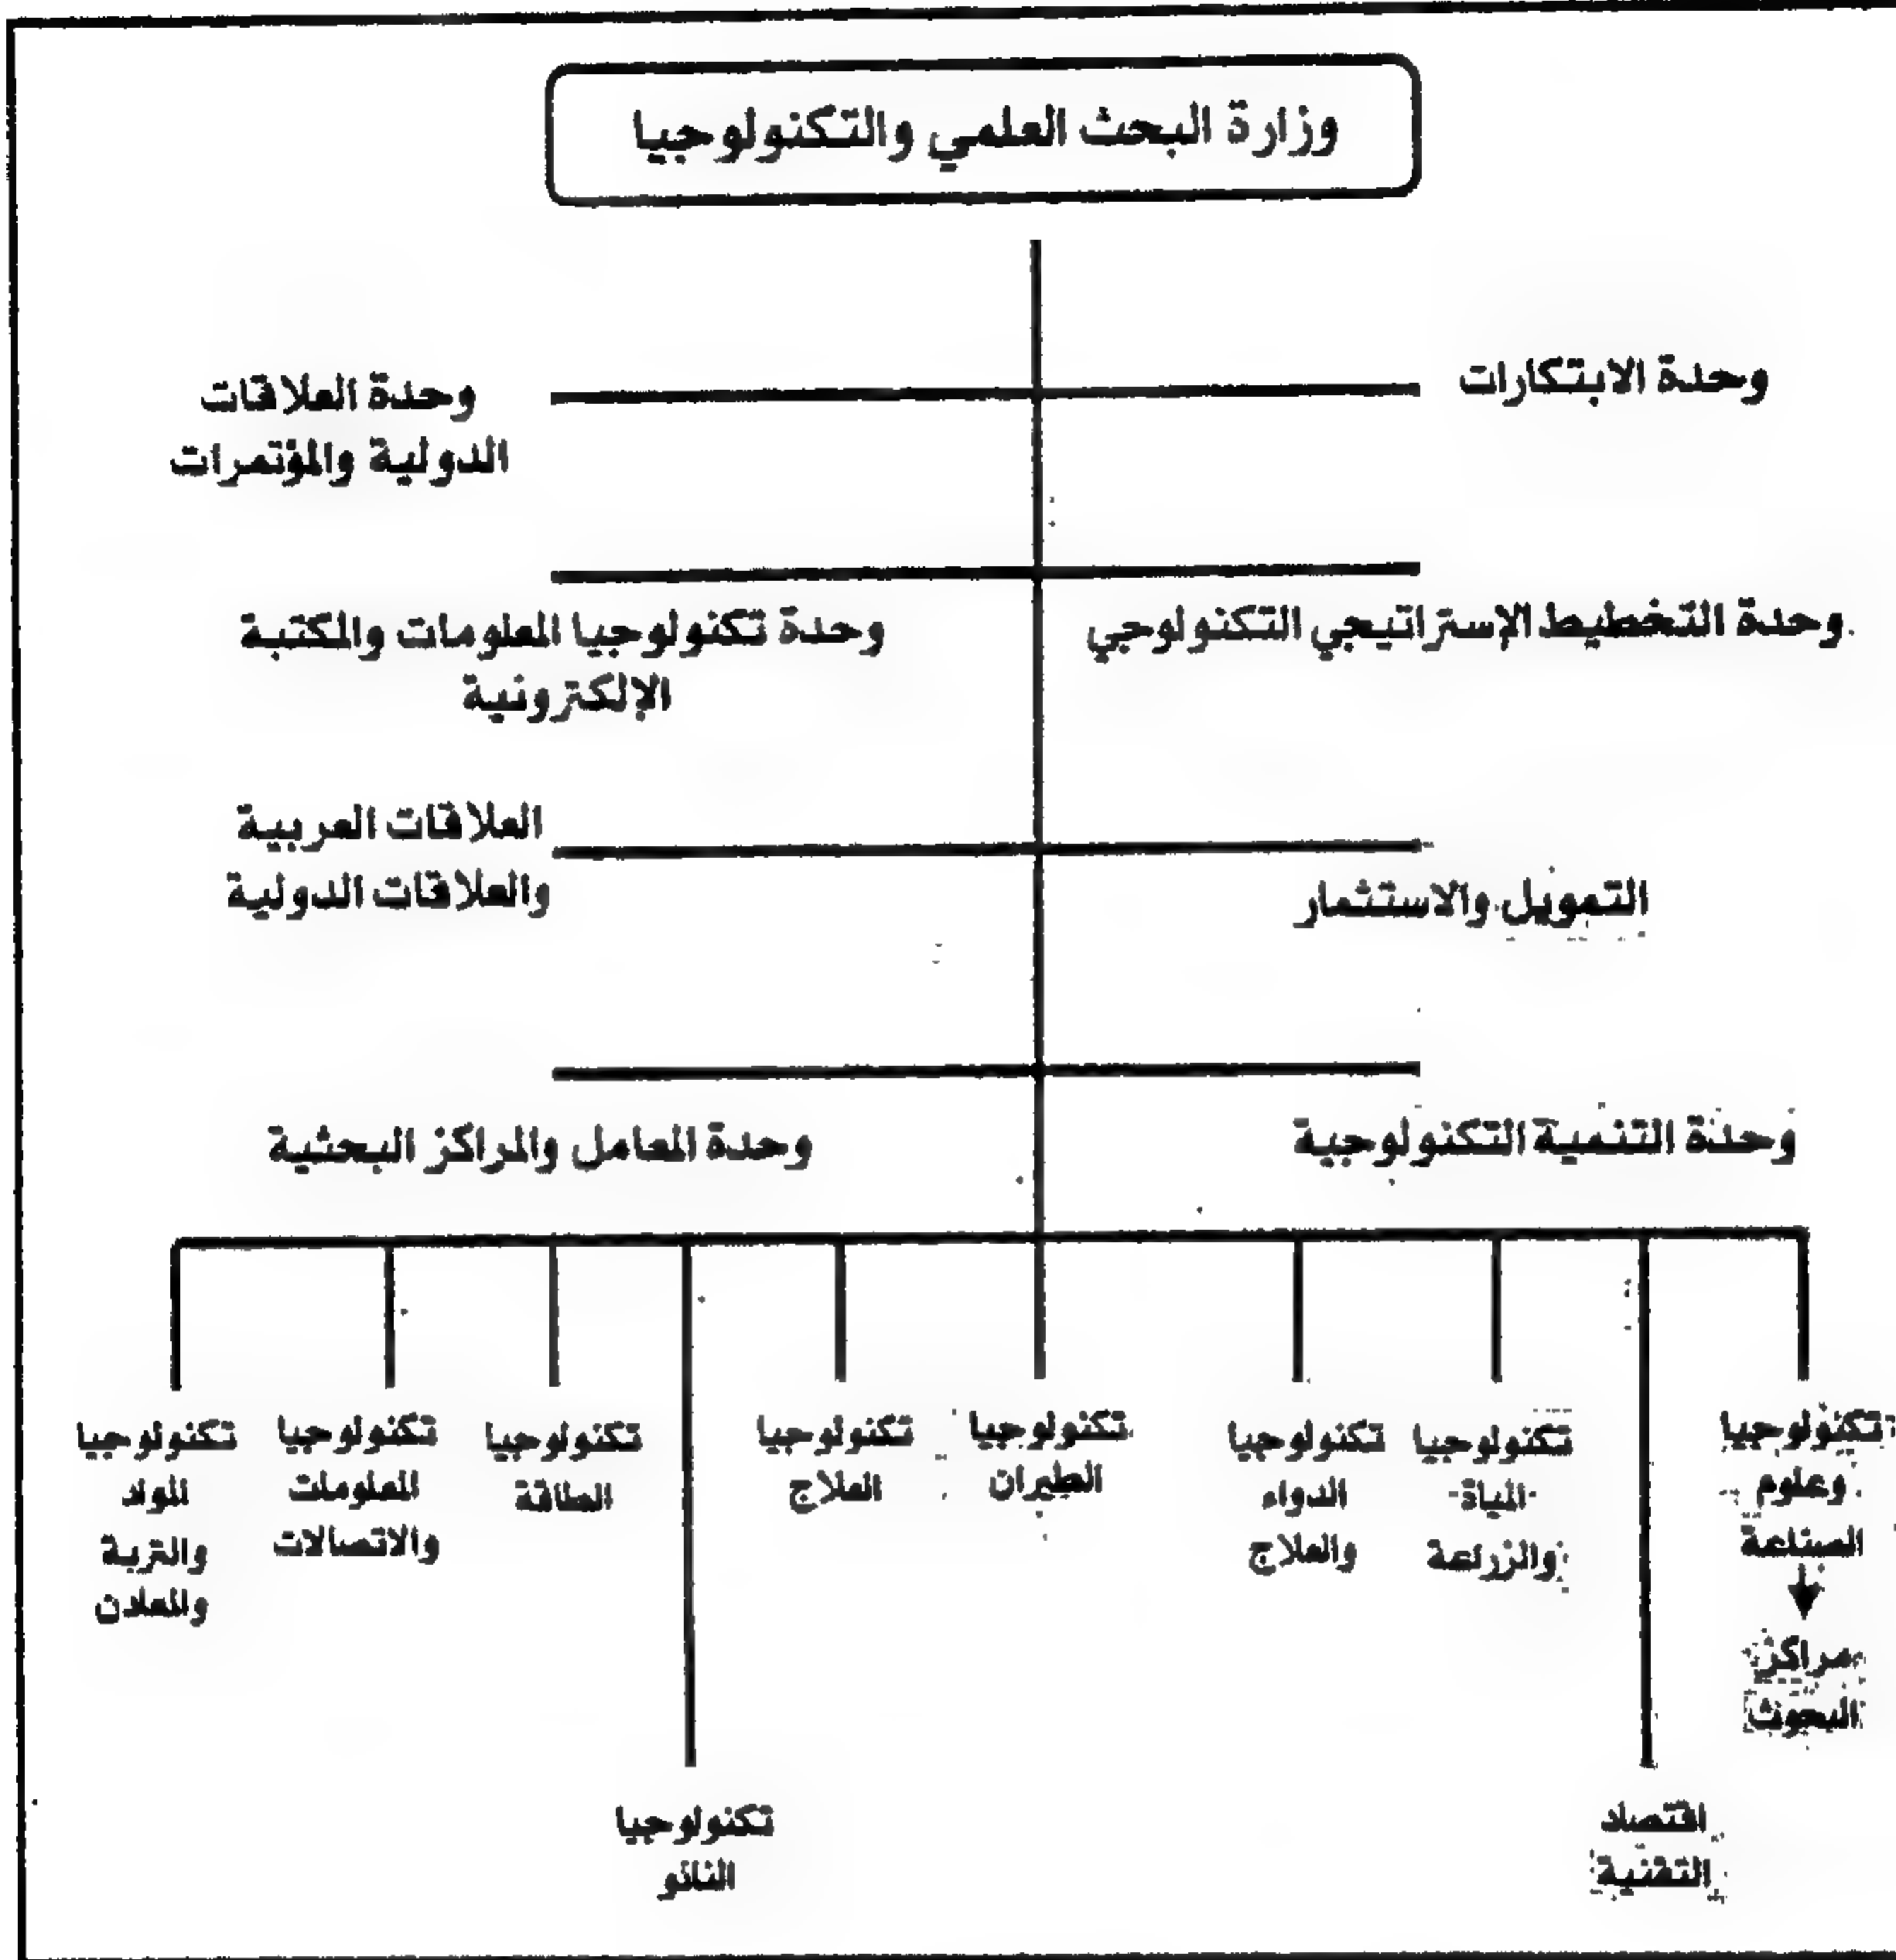 وزارة البحث العلمي والتكنولوجيا
وحدة الابتكارات
وحدة العلاقات
الدولية والمؤتمرات
وحدة التخطيط الإستراتيجي التكنولوجي
وحدة تكنولوجيا المعلومات والمكتبة
الإلكترونية
التمويل والاستثمار
العلاقات العربية
والعلاقات الدولية
وحدة التنمية التكنولوجية
وحدة المعامل والمراكز البحثية
تكنولوجيا
وعلوم
الصناعة
مراكز
البحوث
اقتصاد
التقنية
تكنولوجيا
المياة
والزراعة
تكنولوجيا
الدواء
والعلاج
تكنولوجيا
الطيران
تكنولوجيا
العلاج
تكنولوجيا
النانو
تكنولوجيا
الطاقة
تكنولوجيا
المعلومات
والاتصالات
تكنولوجيا
المواد
والتربة
والمعادن